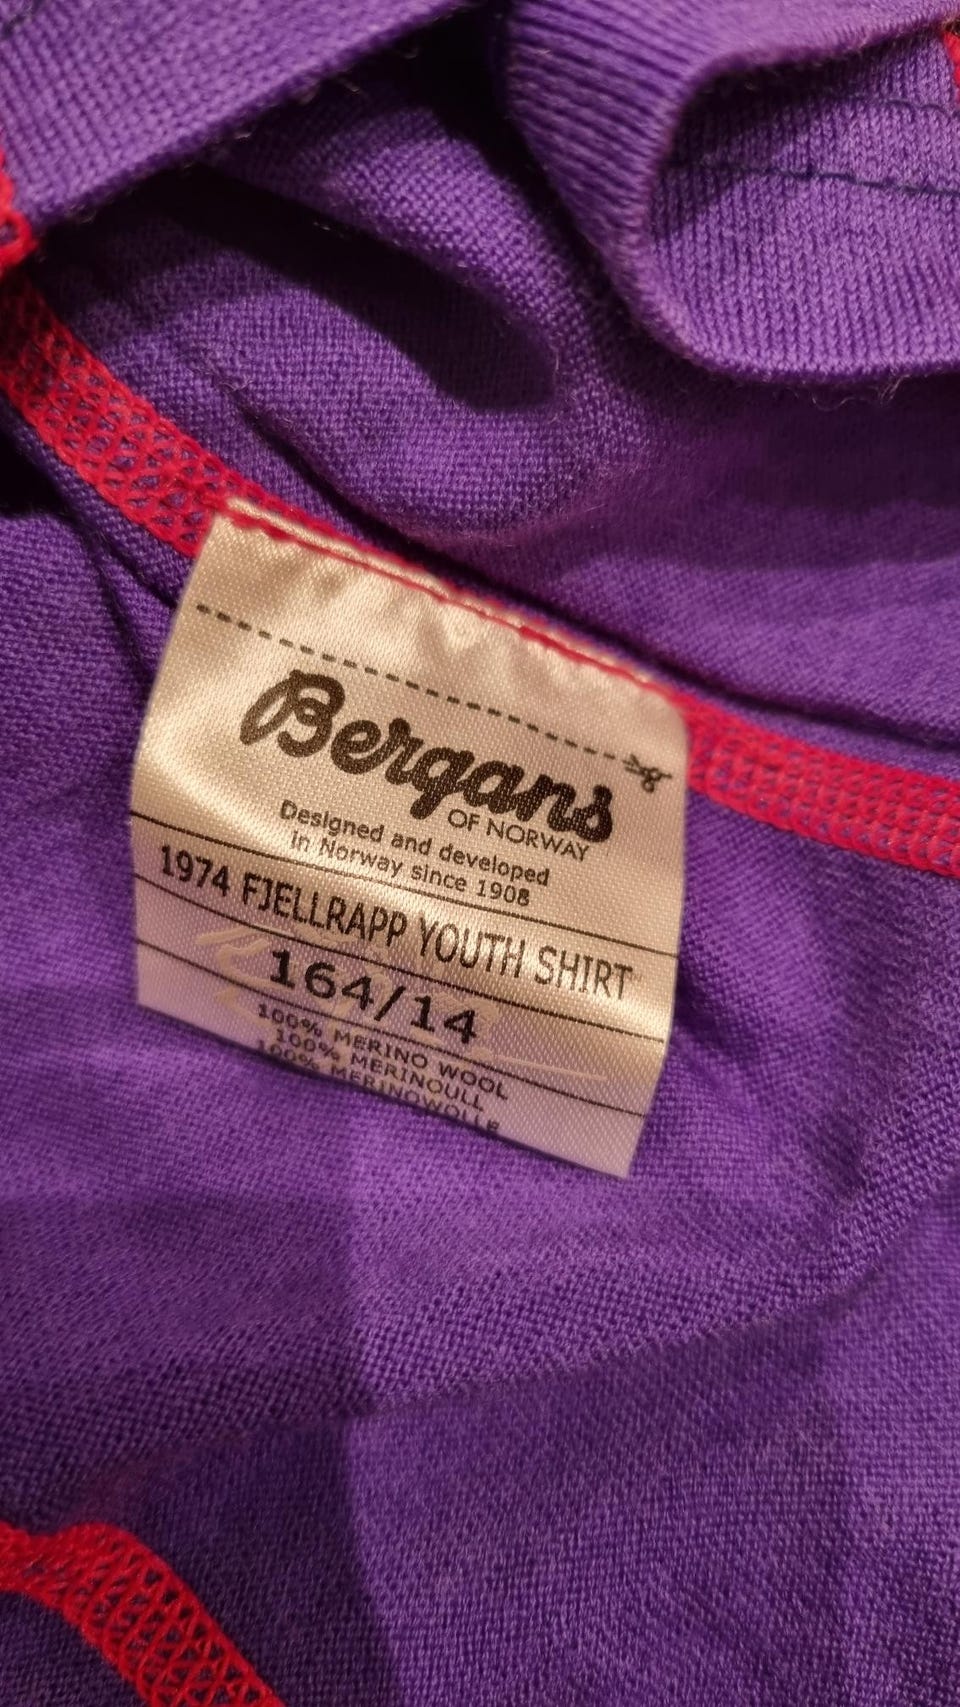 Bergans
OF NORWAY
Designed and developed
in Norway since 1908
1974 FJELLRAPP YOUTH SHIRT
164/14
100% MERINO WOOL
100% MERINOULL
100% MERINOWOLLE